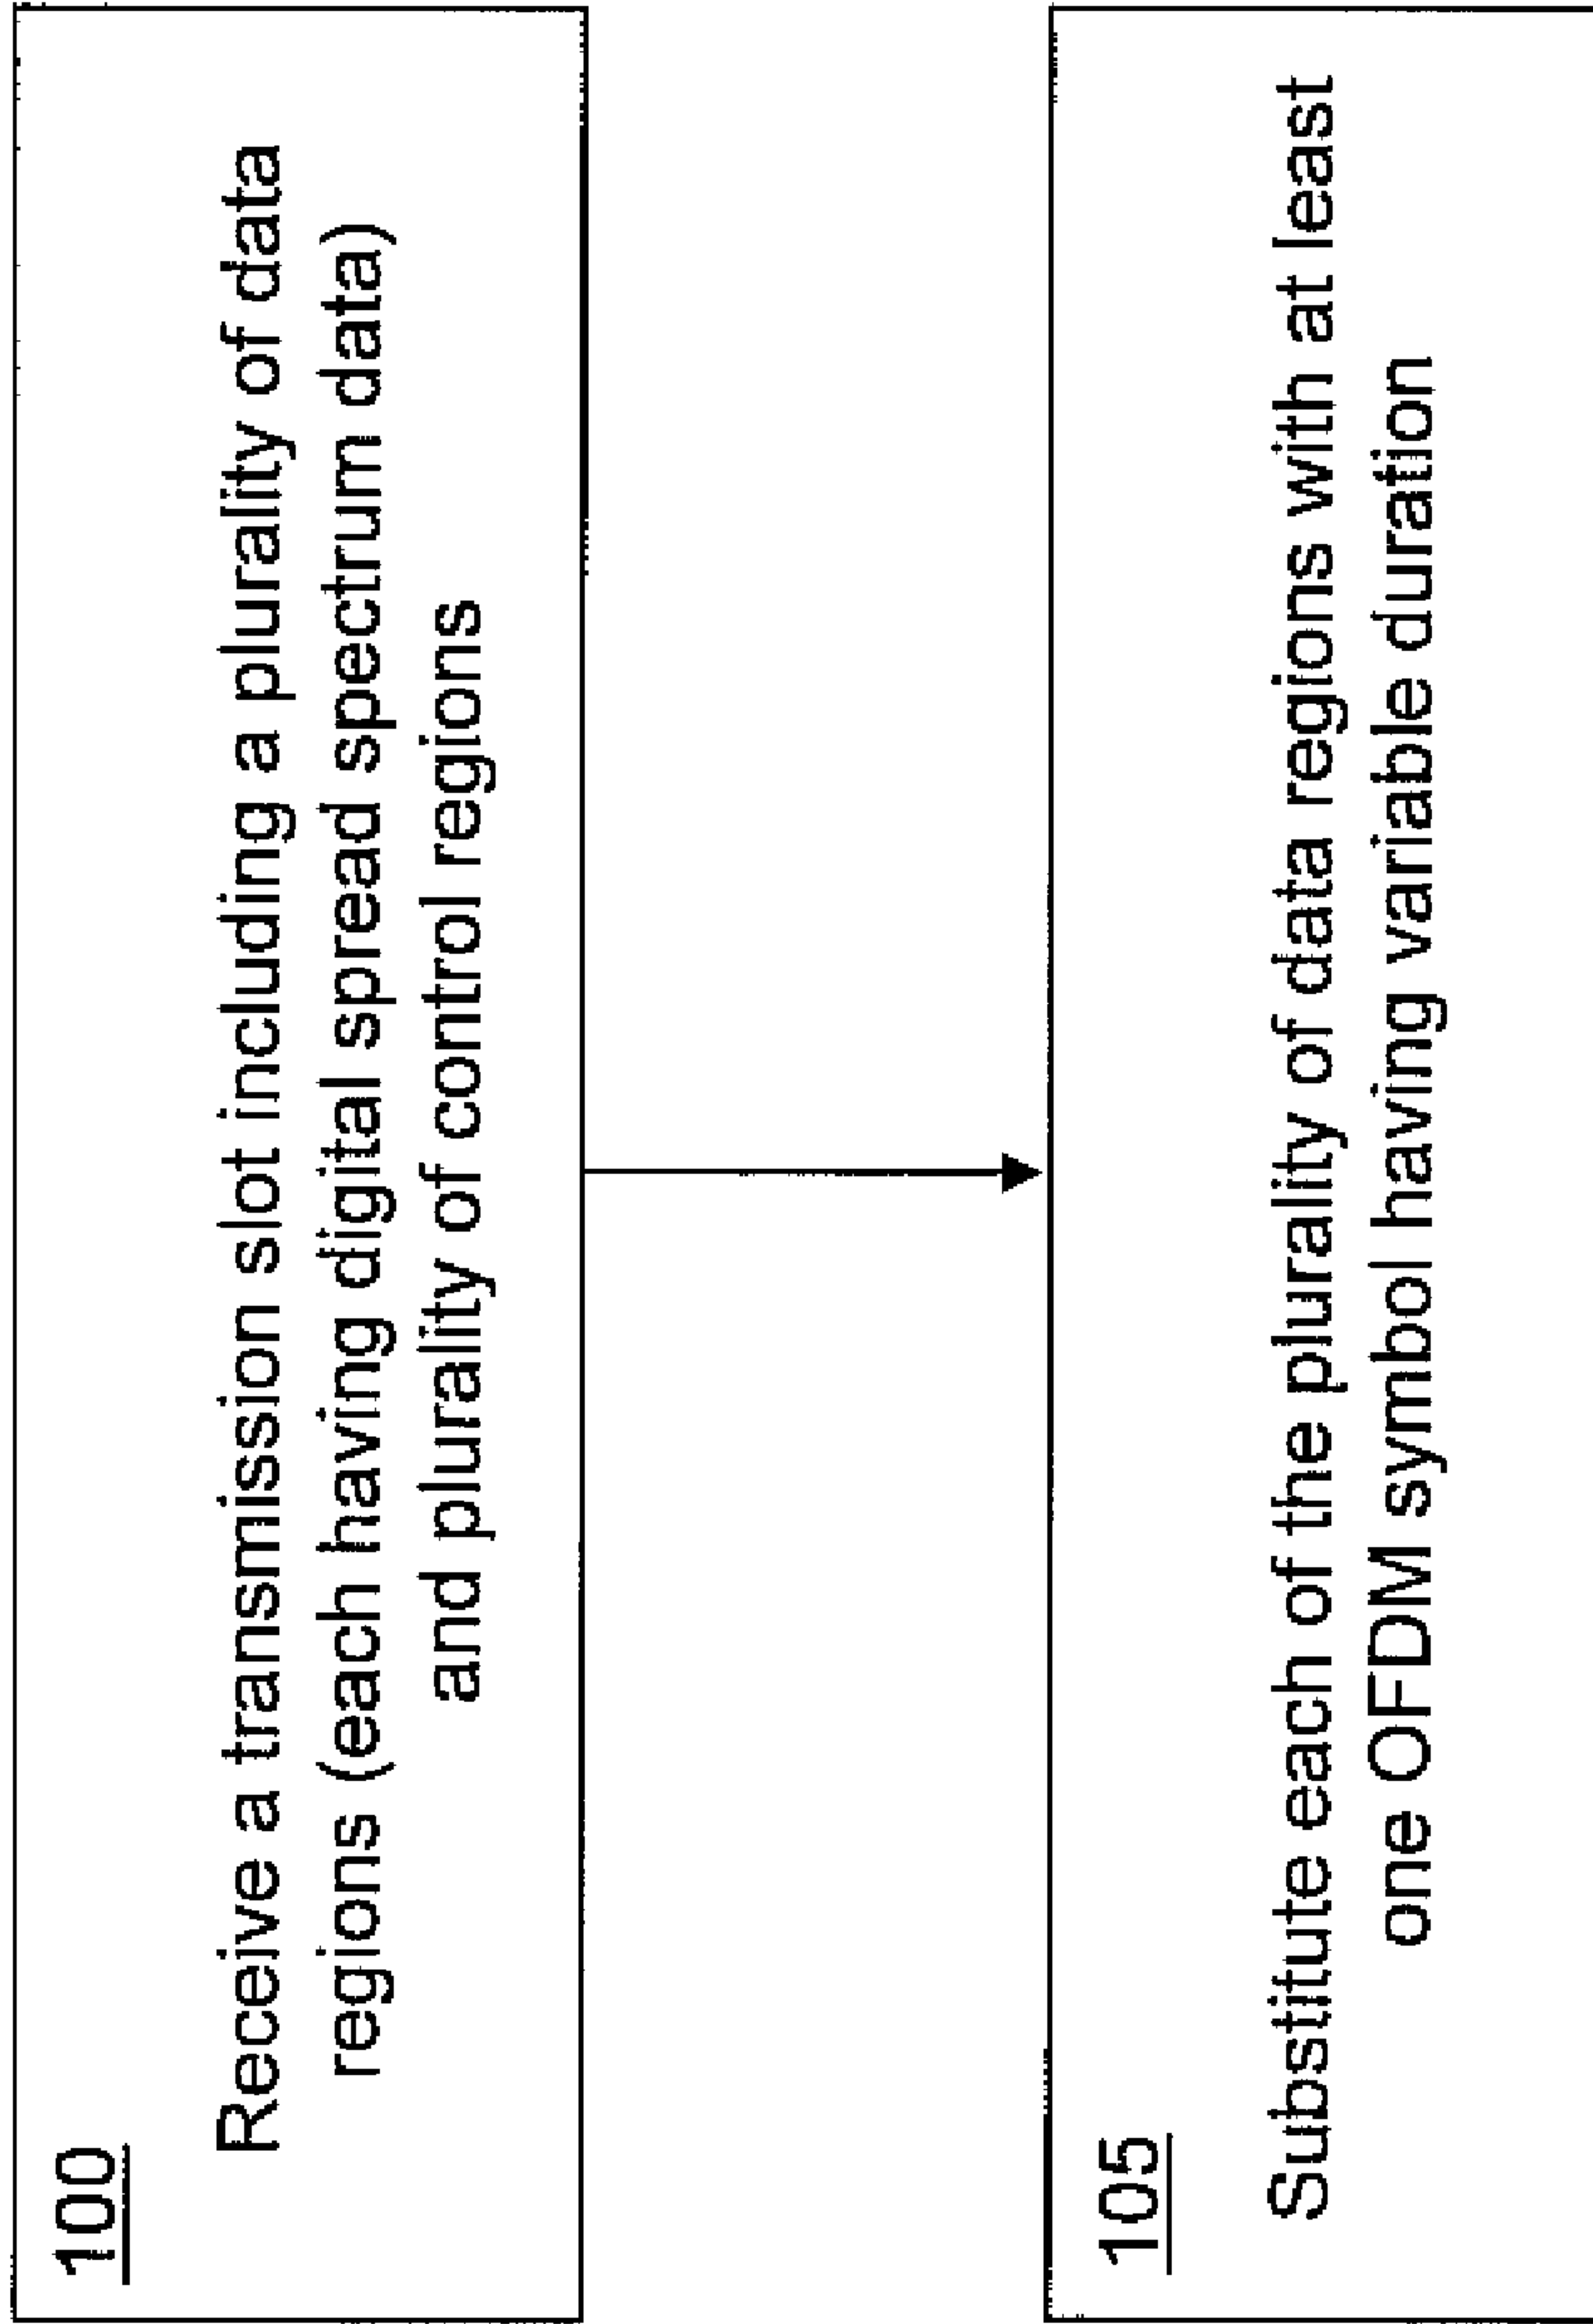 100
Receive a transmission slot including a plurality of data
regions (each having digital spread spectrum data)
and plurality of control regions
105
Substitute each of the plurality of data regions with at least
one OFDM symbol having variable duration